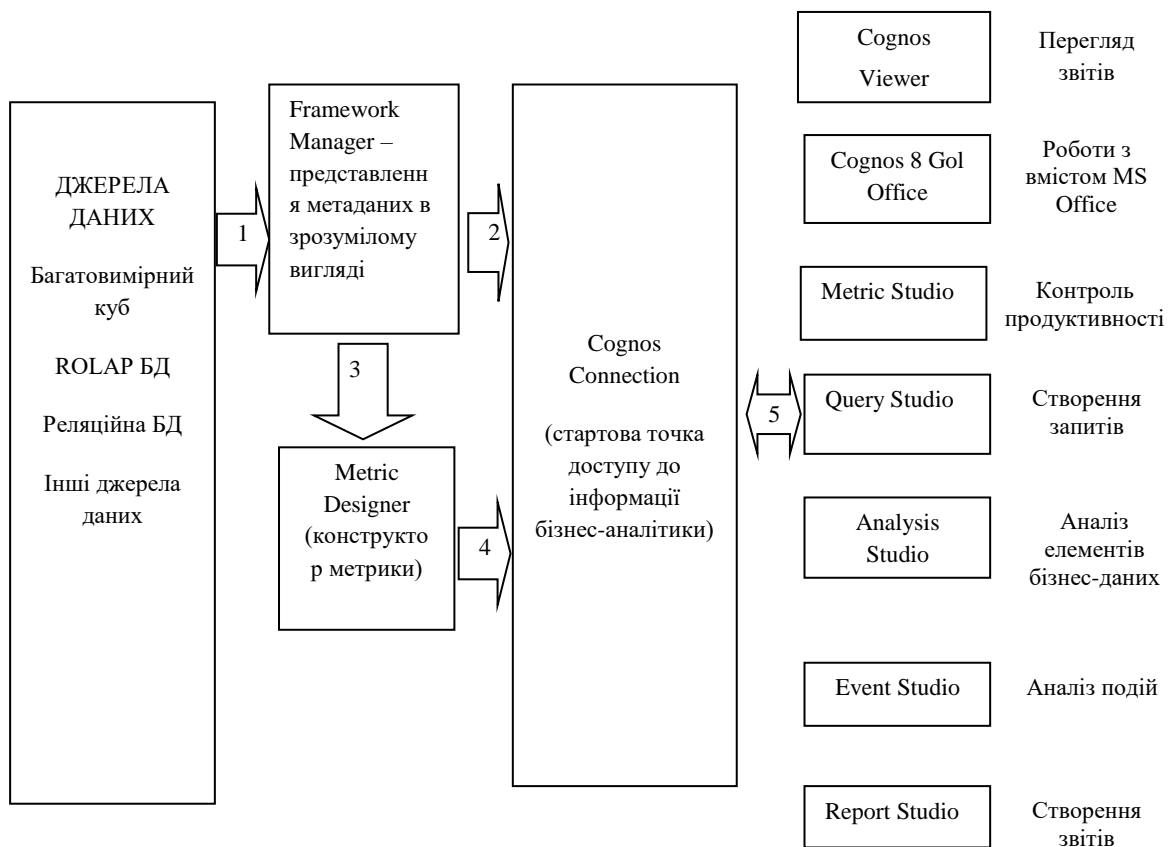 ДЖЕРЕЛА
ДАНИХ
Багатовимірний
куб
ROLAP БД
Реляційна БД
Інші джерела
даних
1
Framework
Manager –
представленн
я метаданих в
зрозумілому
вигляді
2
3
Metric
Designer
(конструкто
р метрики)
4
Cognos
Connection
(стартова точка
доступу до
інформації
бізнес-аналітики)
5
Cognos
Viewer
Перегляд
звітів
Cognos 8 Gol
Office
Роботи з
вмістом MS
Office
Metric Studio
Контроль
продуктивності
Query Studio
Створення
запитів
Analysis
Studio
Аналіз
елементів
бізнес-даних
Event Studio
Аналіз подій
Report Studio
Створення
звітів